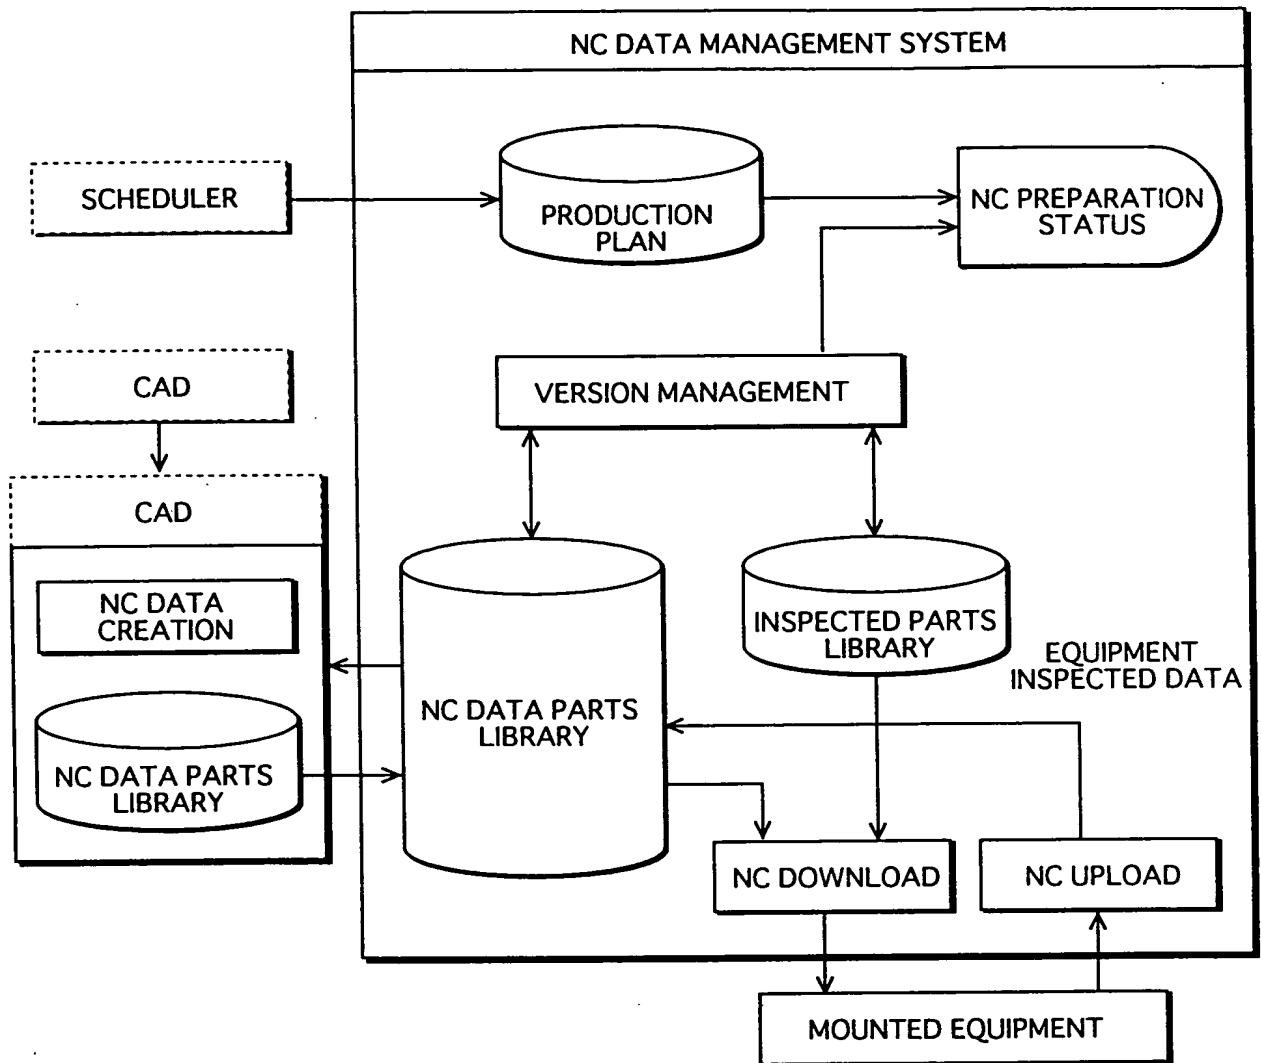 NC DATA MANAGEMENT SYSTEM
SCHEDULER
PRODUCTION
PLAN
NC PREPARATION
STATUS
CAD
VERSION MANAGEMENT
CAD
NC DATA
CREATION
NC DATA PARTS
LIBRARY
NC DATA PARTS
LIBRARY
INSPECTED PARTS
LIBRARY
EQUIPMENT
INSPECTED DATA
NC DOWNLOAD
NC UPLOAD
MOUNTED EQUIPMENT